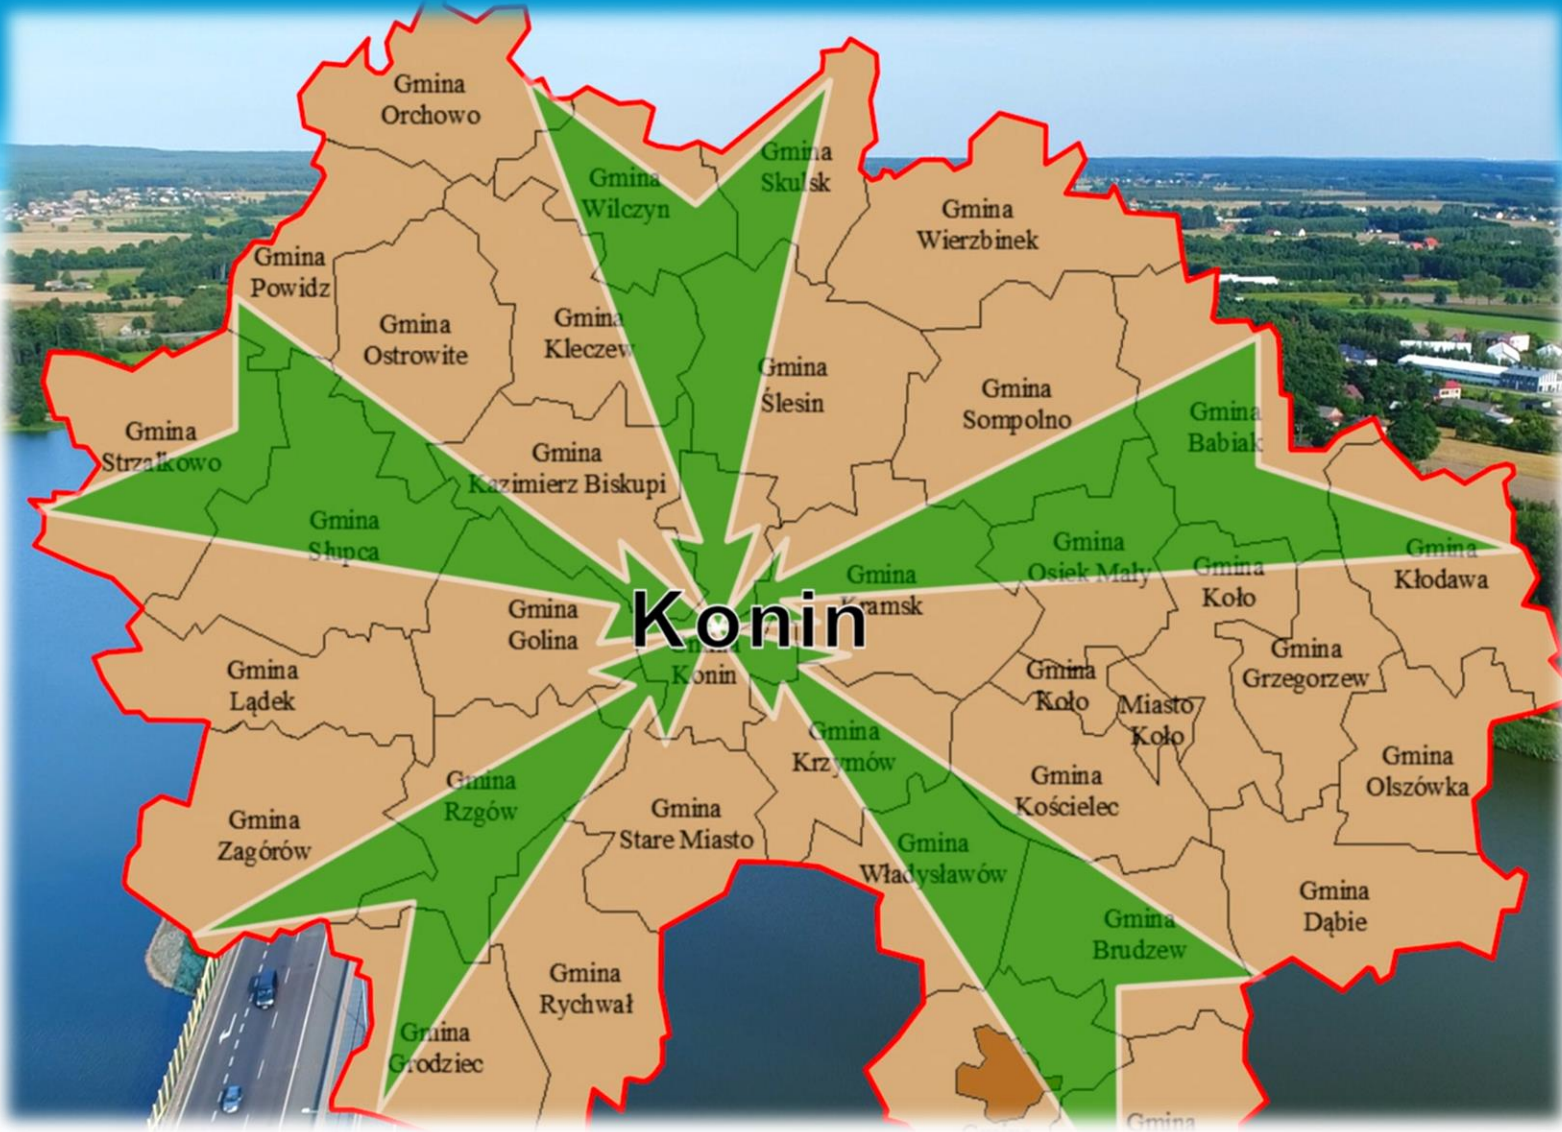 Gmina
Orchowo
Gmina
Wilczyn
Gmina
Skulsk
Gmina
Wierzbinek
Gmina
Powidz
Gmina
Ostrowite
Gmina
Kleczew
Gmina
Ślesin
Gmina
Sompolno
Gmina
Babiak
Gmina
Strzałkowo
Gmina
Kazimierz Biskupi
Gmina
Słupca
Gmina
Osiek Mały
Gmina
Koło
Gmina
Kłodawa
Gmina
Kramsk
Gmina
Golina
Konin
Gmina
Konin
Gmina
Lądek
Gmina
Koło
Miasto
Koło
Gmina
Grzegorzew
Gmina
Krzymów
Gmina
Kościelec
Gmina
Olszówka
Gmina
Rzgów
Gmina
Zagórów
Gmina
Stare Miasto
Gmina
Władysławów
Gmina
Brudzew
Gmina
Dąbie
Gmina
Rychwał
Gmina
Grodziec
Gmina